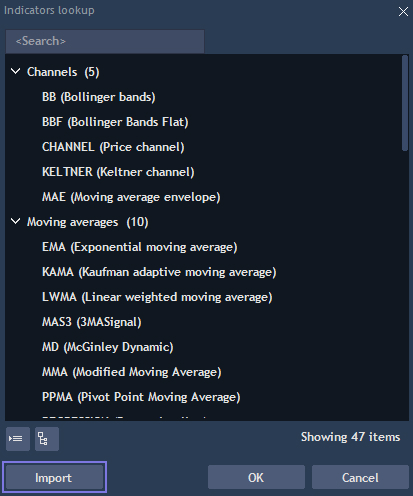 Indicators lookup
<Search>
Channels (5)
BB (Bollinger bands)
BBF (Bollinger Bands Flat)
CHANNEL (Price channel)
KELTNER (Keltner channel)
MAE (Moving average envelope)
Moving averages (10)
EMA (Exponential moving average)
KAMA (Kaufman adaptive moving average)
LWMA (Linear weighted moving average)
MAS3 (3MASignal)
MD (McGinley Dynamic)
MMA (Modified Moving Average)
PPMA (Pivot Point Moving Average)
Showing 47 items
Import
OK
Cancel